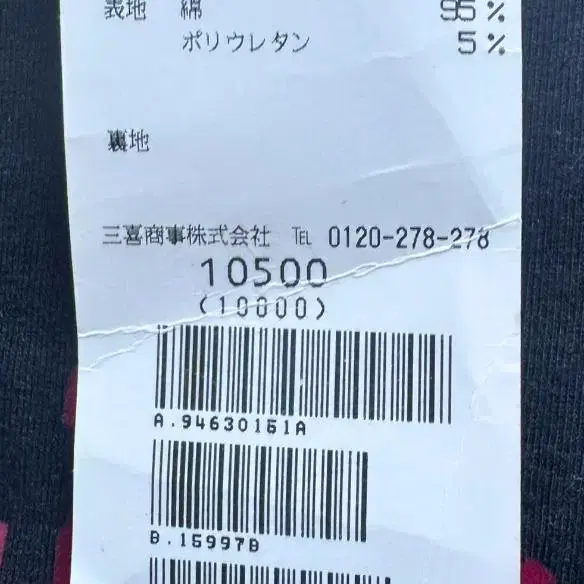 表地 綿 95%
ポリウレタン 5%
裏地
三喜商事株式会社 TEL 0120-278-278
10500
(10000)
A.94630151A
B.15997B